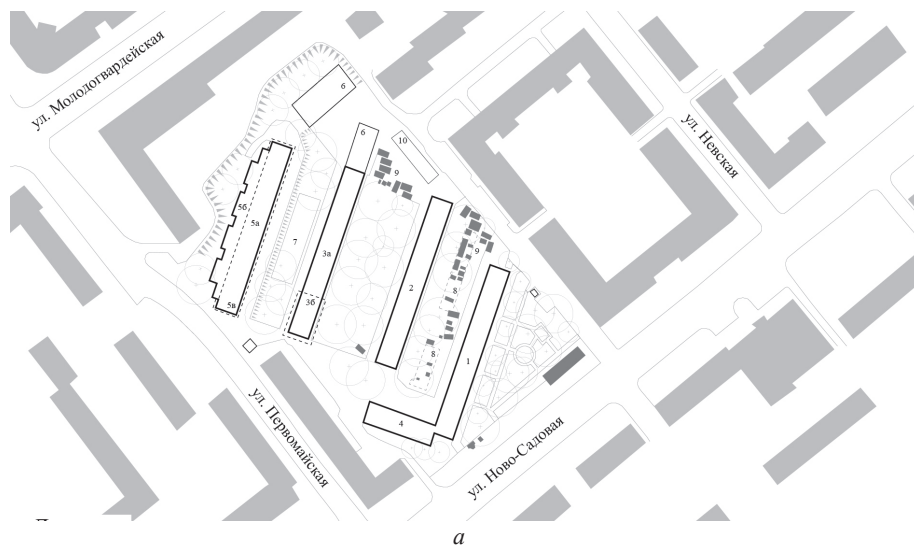 ул. Молодогвардейская
ул. Невская
6
6
10
9
5б
5а
3а
7
2
9
8
3б
5в
8
1
4
ул. Первомайская
ул. Ново-Садовая
а